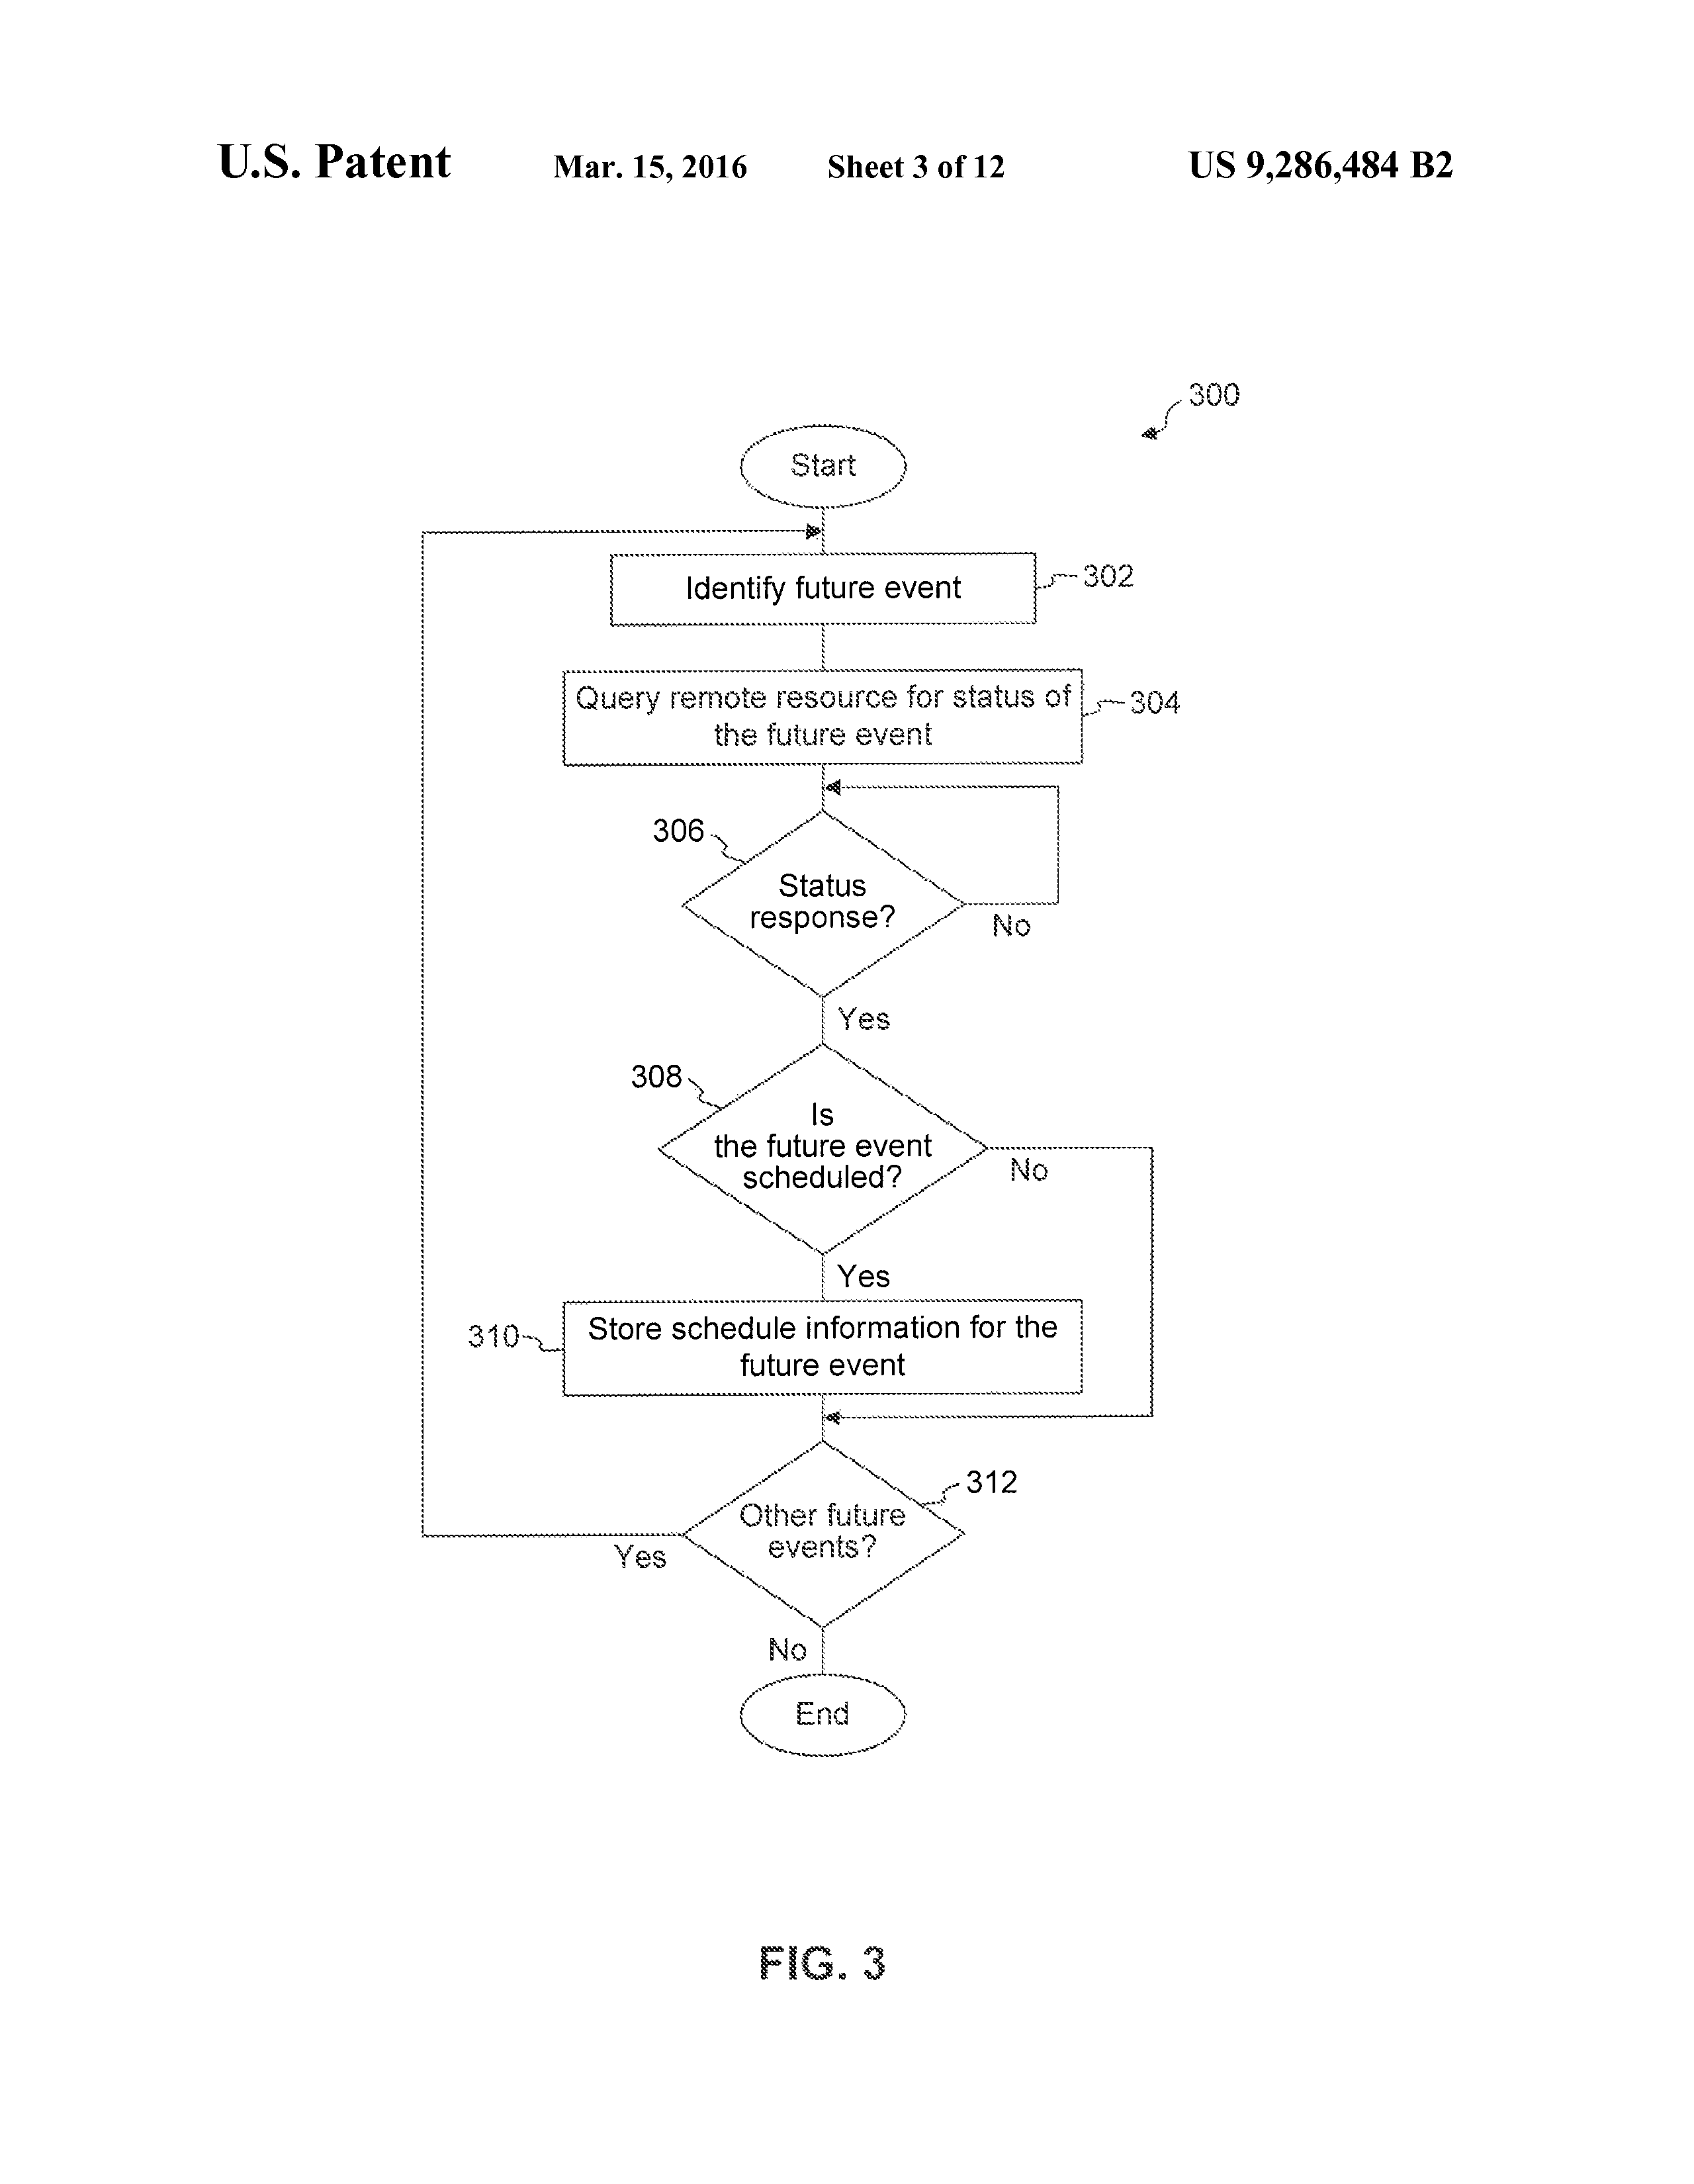 U.S. Patent Mar. 15, 2016 Sheet 3 of 12 US 9,286,484 B2
300
Start
Identify future event
302
Query remote resource for status of
the future event
304
306
Status
response?
No
Yes
308
Is
the future event
scheduled?
No
Yes
310
Store schedule information for the
future event
312
Other future
events?
Yes
No
End
FIG. 3